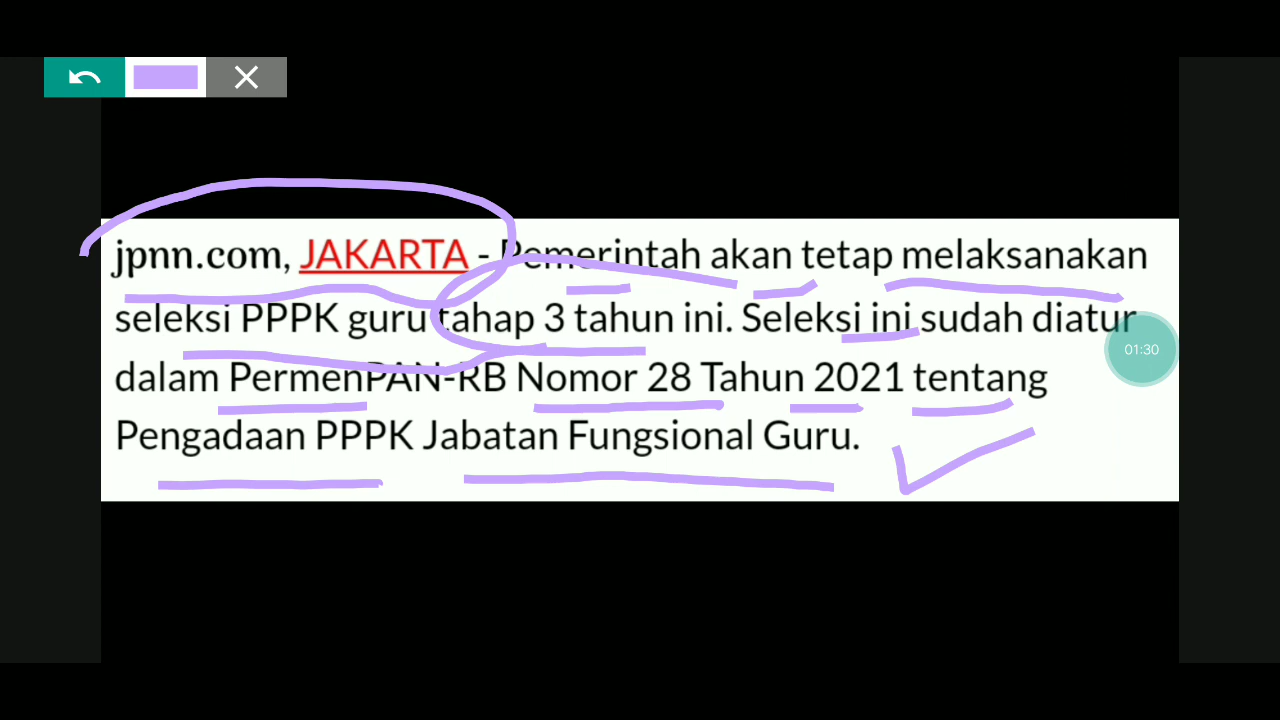 jpnn.com, JAKARTA - Pemerintah akan tetap melaksanakan
seleksi PPPK guru tahap 3 tahun ini. Seleksi ini sudah diatur
01:30
dalam PermenPAN-RB Nomor 28 Tahun 2021 tentang
Pengadaan PPPK Jabatan Fungsional Guru.